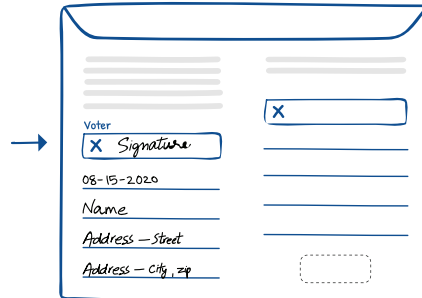 Voter
X Signature
08-15-2020
Name
Address – Street
Address – City, zip
X